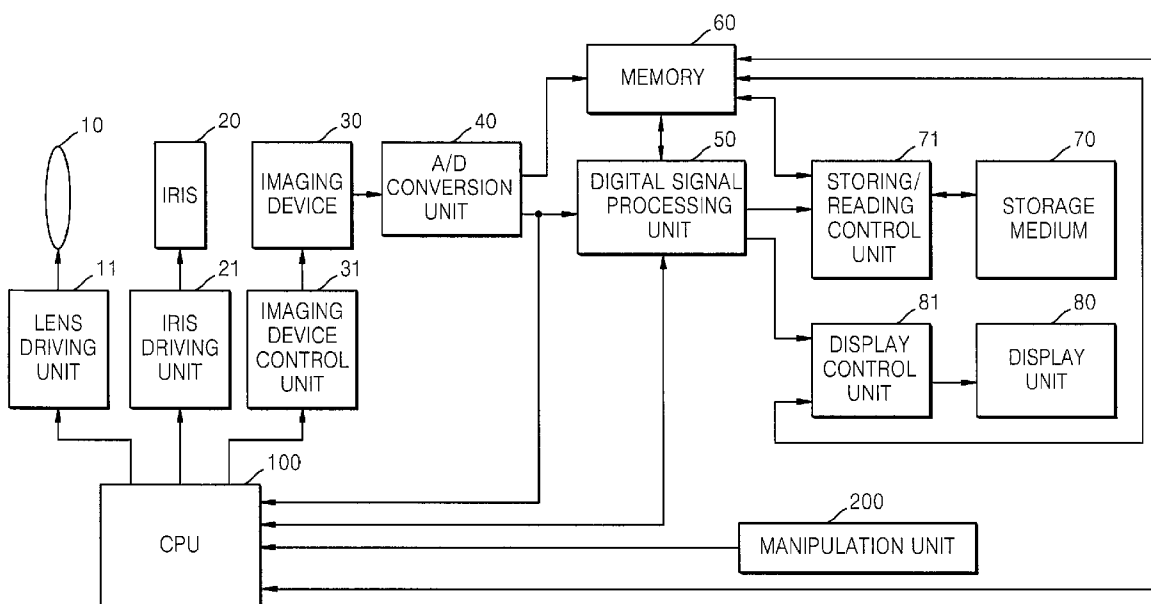 60
MEMORY
10
20
IRIS
30
IMAGING
DEVICE
40
A/D
CONVERSION
UNIT
50
DIGITAL SIGNAL
PROCESSING
UNIT
71
STORING/
READING
CONTROL
UNIT
70
STORAGE
MEDIUM
11
LENS
DRIVING
UNIT
21
IRIS
DRIVING
UNIT
31
IMAGING
DEVICE
CONTROL
UNIT
81
DISPLAY
CONTROL
UNIT
80
DISPLAY
UNIT
100
CPU
200
MANIPULATION UNIT